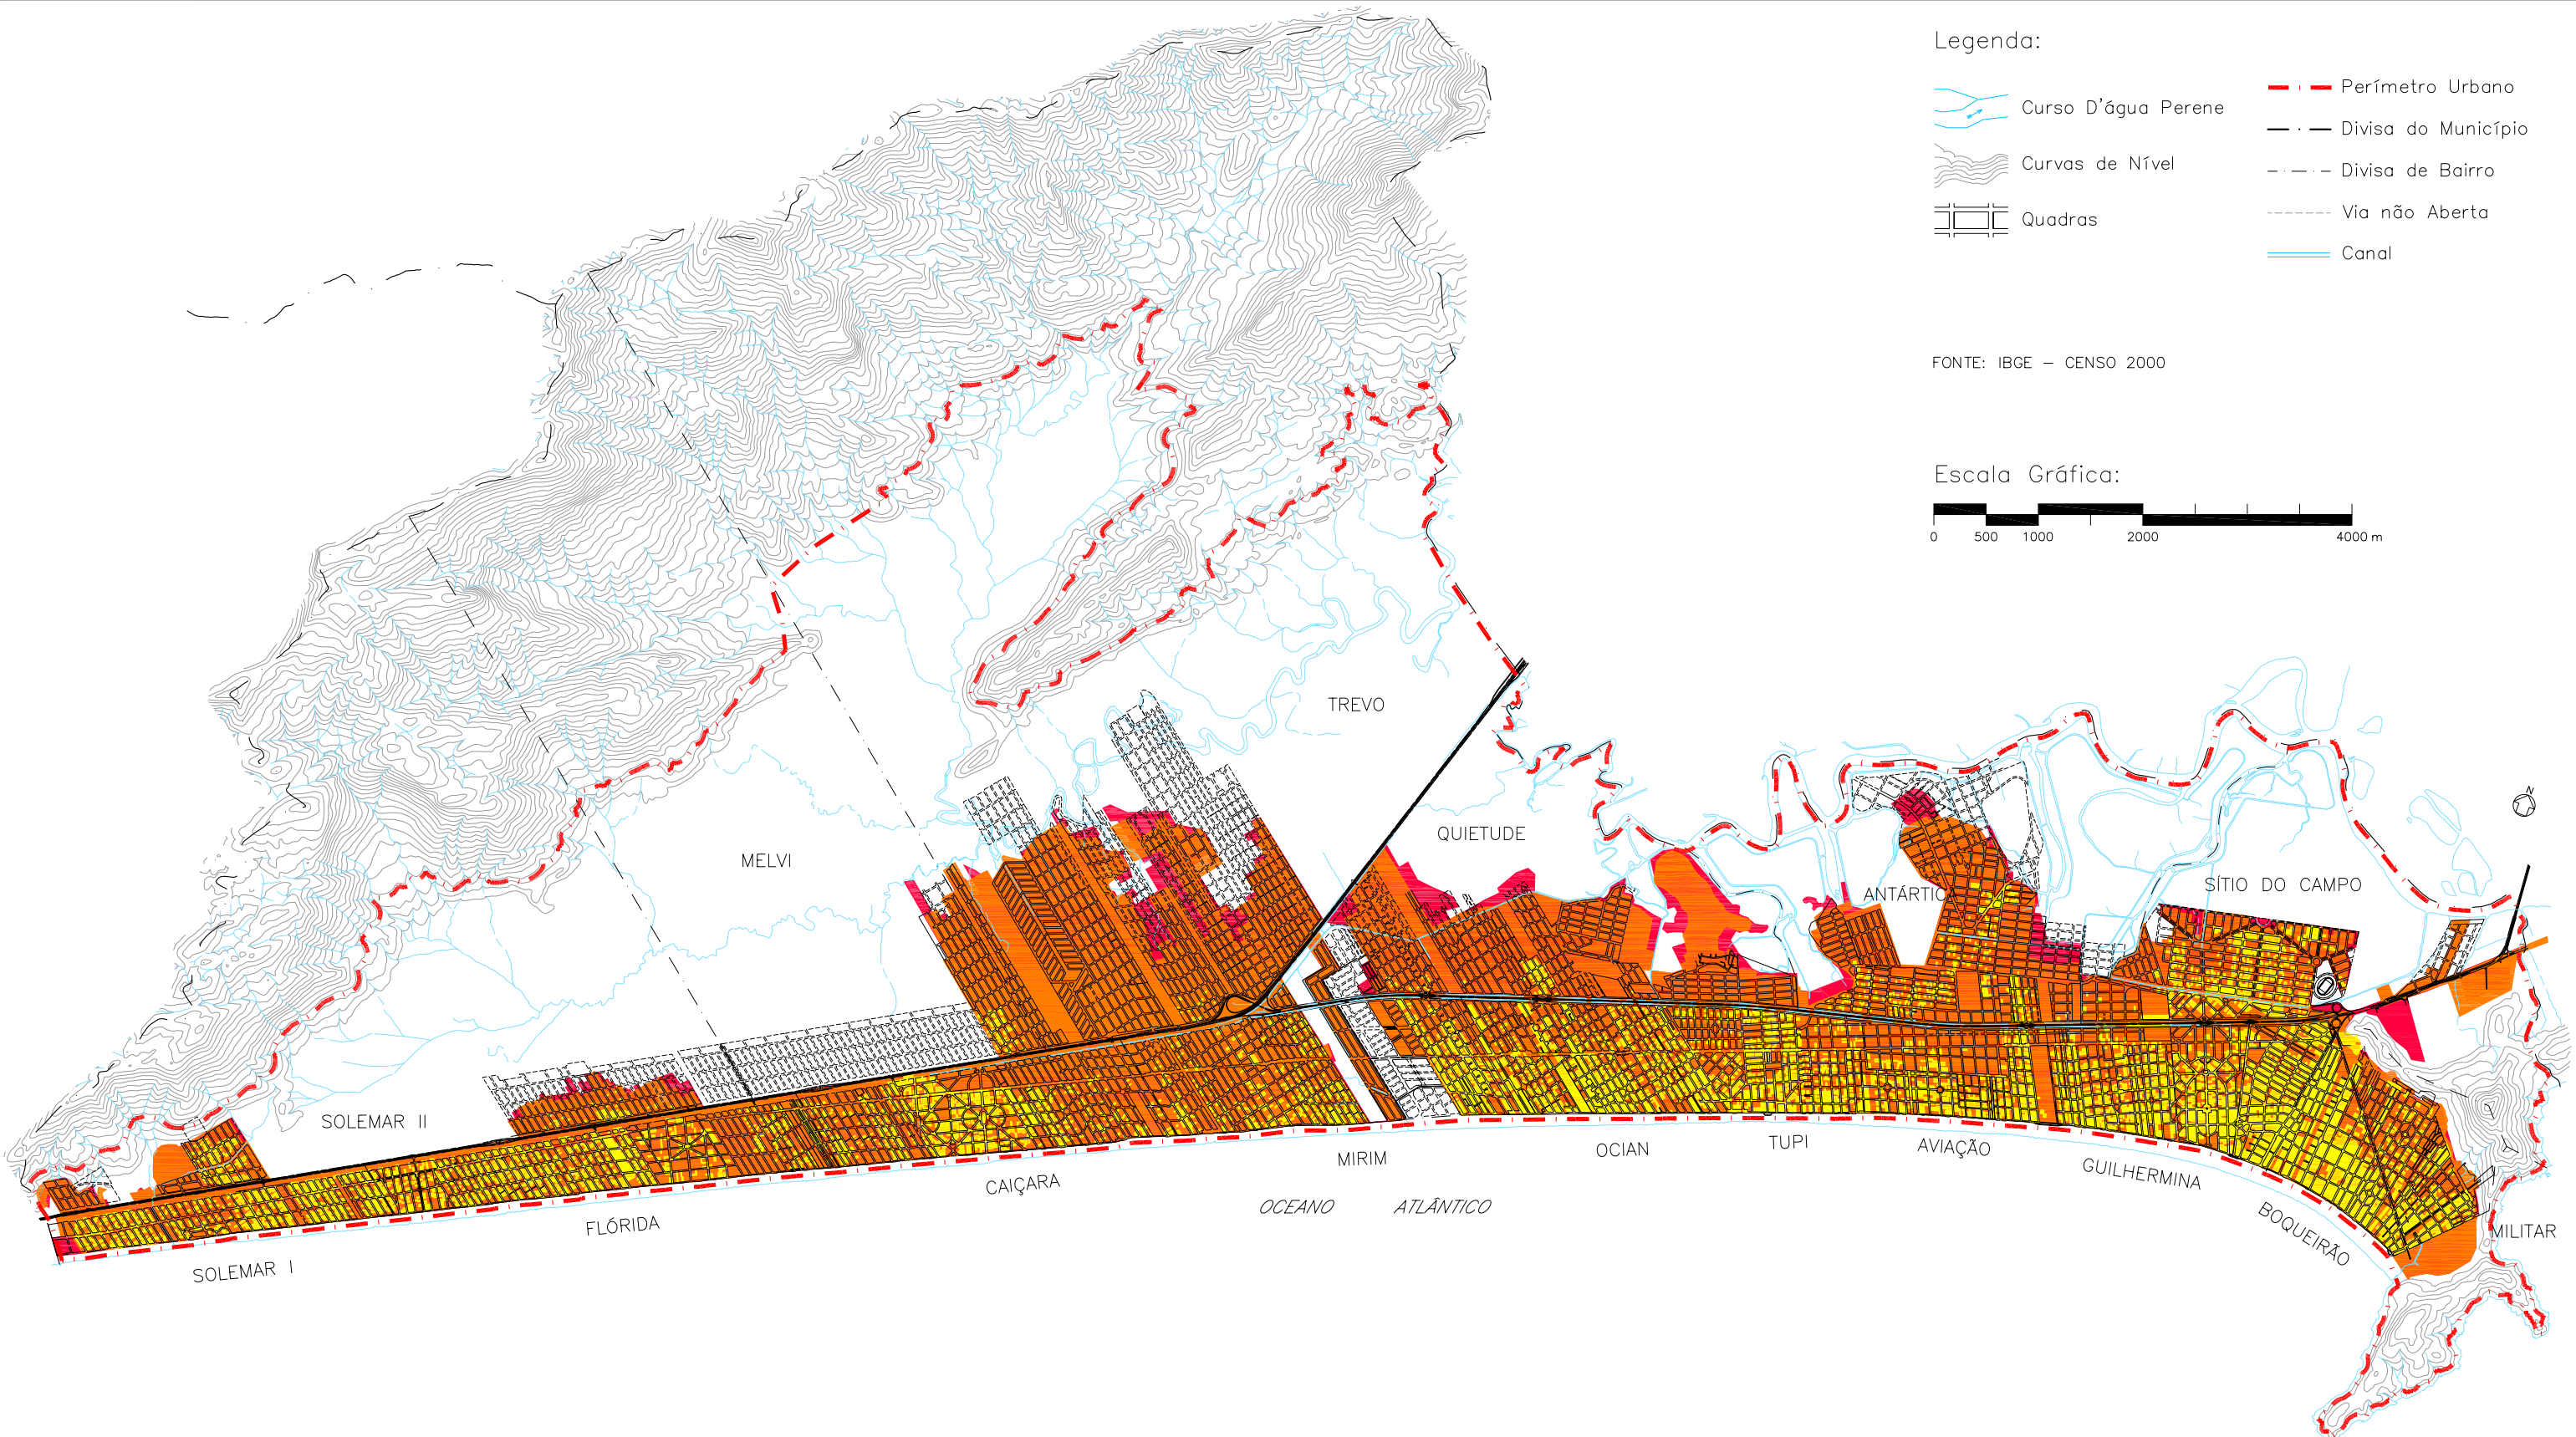 Legenda:
Curso D'água Perene
Curvas de Nível
Quadras
Perímetro Urbano
Divisa do Município
Divisa de Bairro
Via não Aberta
Canal
FONTE: IBGE – CENSO 2000
Escala Gráfica:
0 500 1000 2000 4000 m
TREVO
N
QUIETUDE
MELVI
SÍTIO DO CAMPO
ANTÁRTIC
SOLEMAR II
OCIAN
TUPI
AVIAÇÃO
MIRIM
GUILHERMINA
CAIÇARA
OCEANO ATLÂNTICO
FLÓRIDA
BOQUEIRÃO
MILITAR
SOLEMAR I